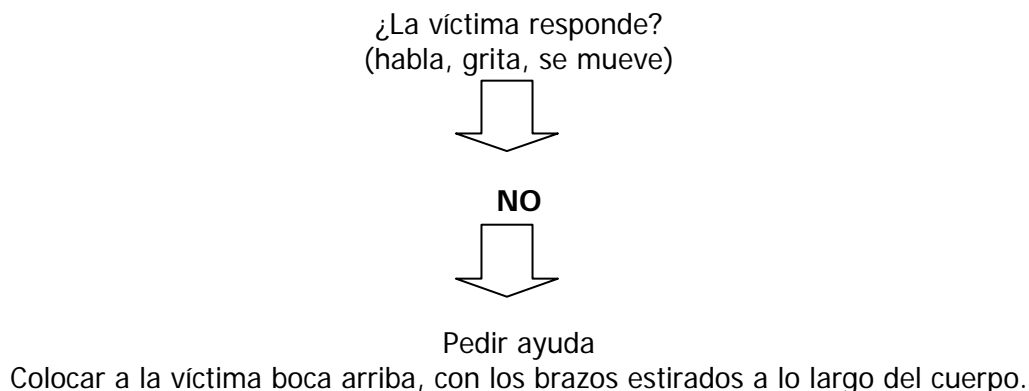 ¿La víctima responde?
(habla, grita, se mueve)
NO
Pedir ayuda
Colocar a la víctima boca arriba, con los brazos estirados a lo largo del cuerpo